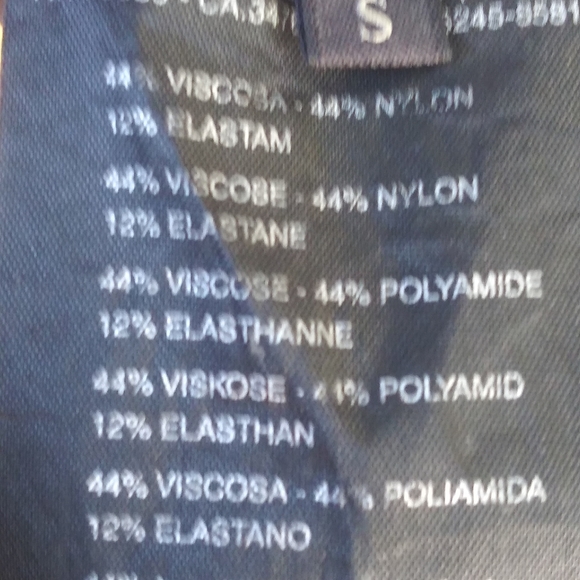 S
44% VISCOSA - 44% NYLON
12% ELASTAM
44% VISCOSE - 44% NYLON
12% ELASTANE
44% VISCOSE - 44% POLYAMIDE
12% ELASTHANNE
44% VISKOSE - 44% POLYAMID
12% ELASTHAN
44% VISCOSA - 44% POLIAMIDA
12% ELASTANO